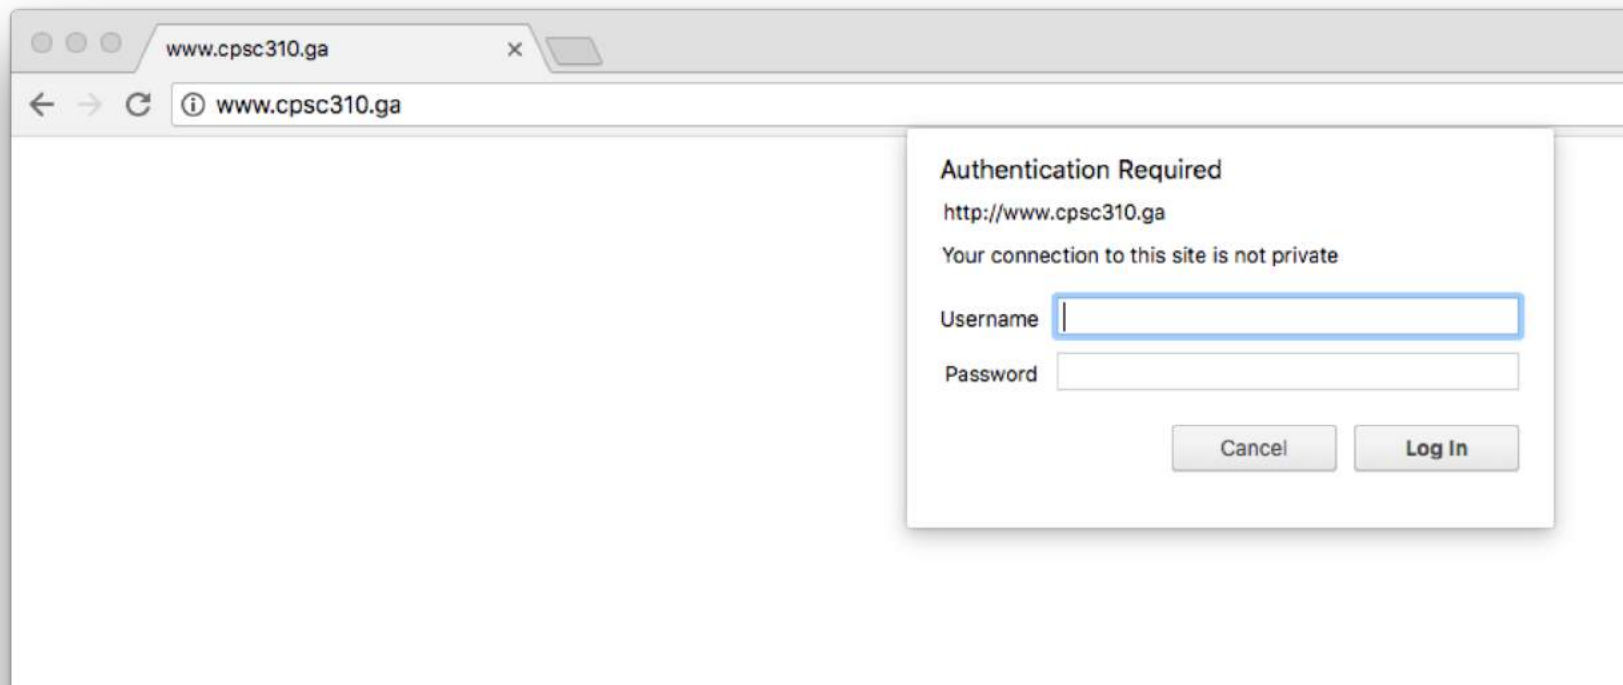 www.cpsc310.ga
www.cpsc310.ga
Authentication Required
http://www.cpsc310.ga
Your connection to this site is not private
Username
Password
Cancel Log In